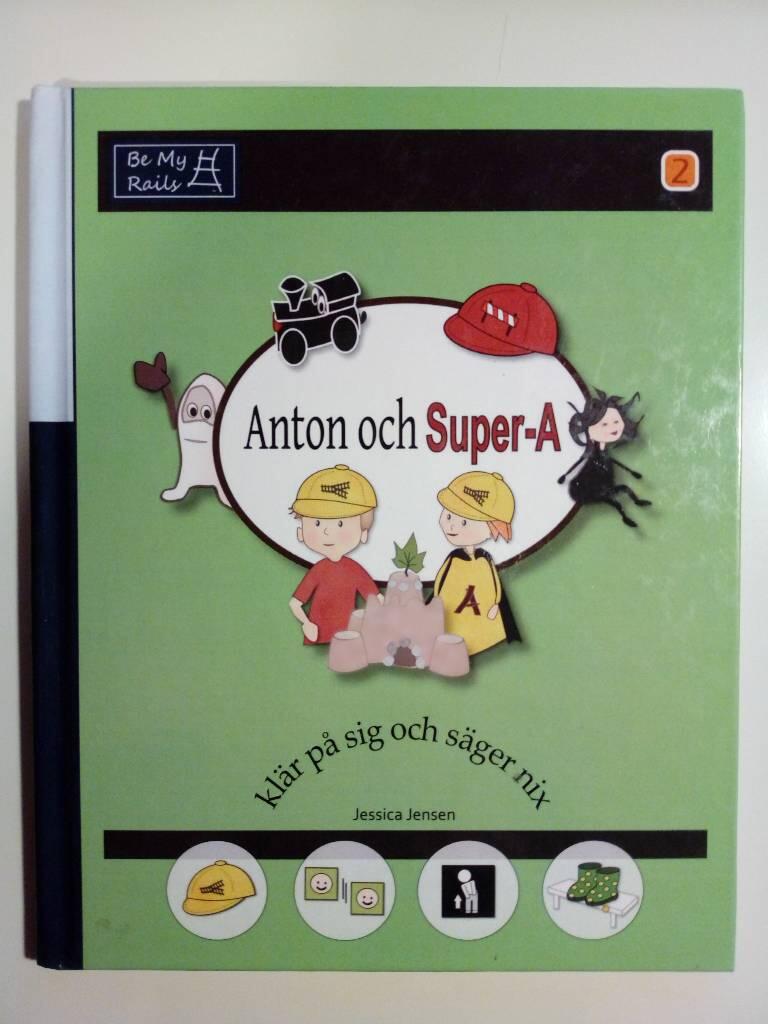 Be My
Rails
2
Anton och Super-A
A
klär på sig och säger nix
Jessica Jensen